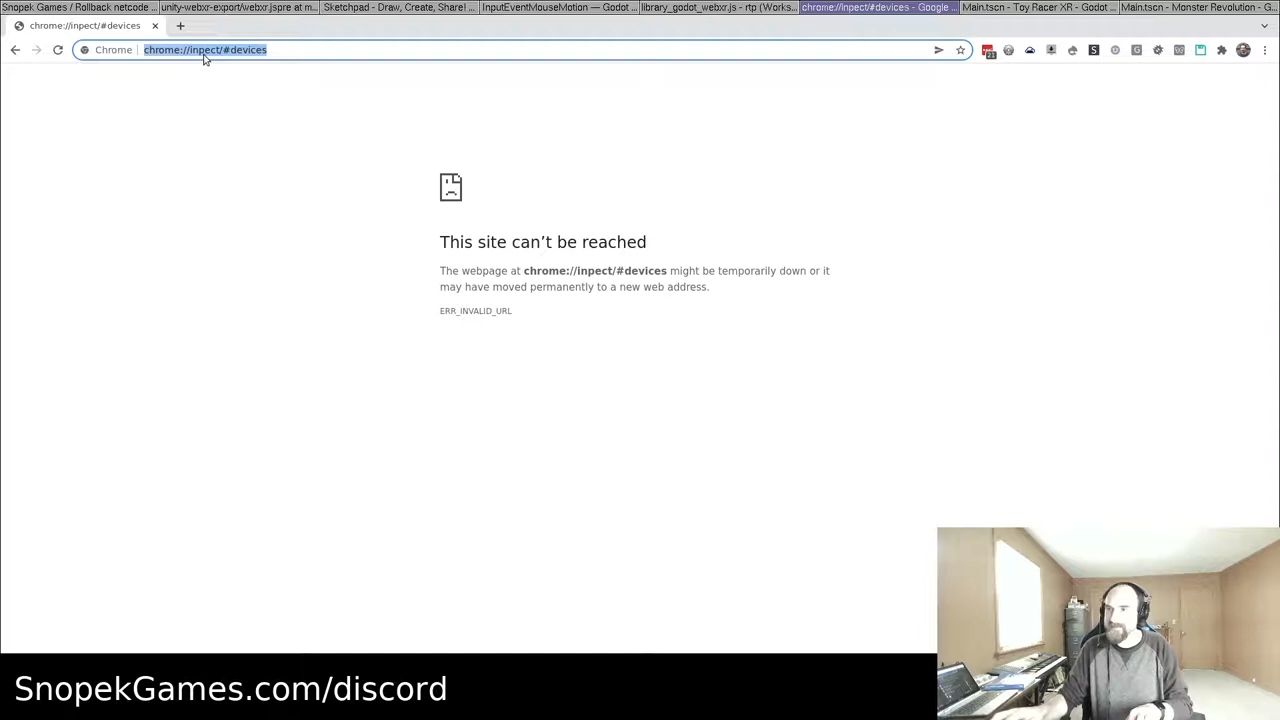 Snopek Games / Rollback netcode ...
unity-webxr-export/webxr.jspre at m...
Sketchpad - Draw, Create, Share! ...
InputEventMouseMotion — Godot ...
library_godot_webxr.js - rtp (Works...
chrome://inpect/#devices - Google ...
Main.tscn - Toy Racer XR - Godot ...
Main.tscn - Monster Revolution - G...
chrome://inpect/#devices
Chrome chrome://inpect/#devices
21
This site can't be reached
The webpage at chrome://inpect/#devices might be temporarily down or it
may have moved permanently to a new web address.
ERR_INVALID_URL
SnopekGames.com/discord